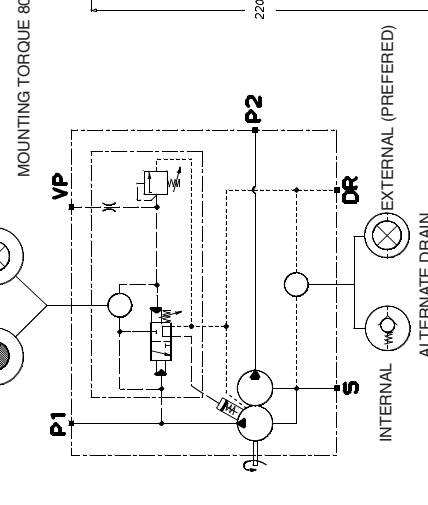 MOUNTING TORQUE 80
220
P2
VP
DR
P1
S
EXTERNAL (PREFERED)
INTERNAL
ALTERNATE DRAIN